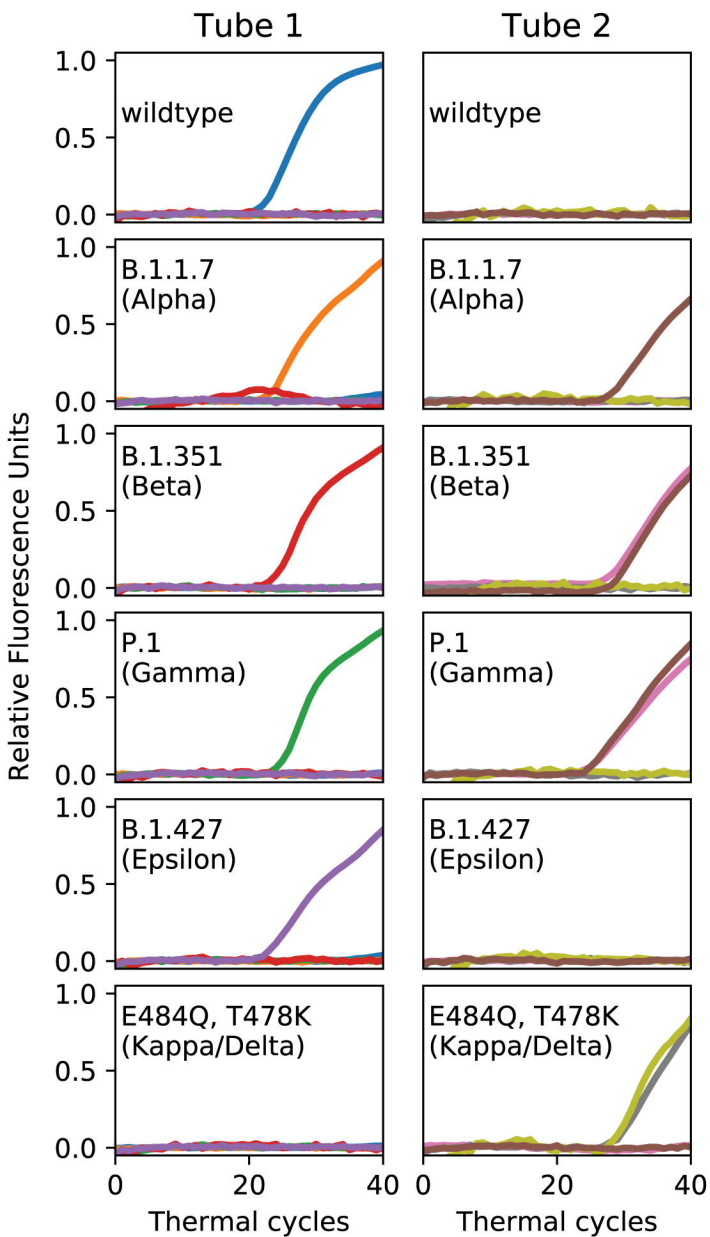 Tube 1
Tube 2
Relative Fluorescence Units
1.0
0.5
0.0
wildtype
wildtype
1.0
0.5
0.0
B.1.1.7
(Alpha)
B.1.1.7
(Alpha)
1.0
0.5
0.0
B.1.351
(Beta)
B.1.351
(Beta)
1.0
0.5
0.0
P.1
(Gamma)
P.1
(Gamma)
1.0
0.5
0.0
B.1.427
(Epsilon)
B.1.427
(Epsilon)
1.0
0.5
0.0
E484Q, T478K
(Kappa/Delta)
E484Q, T478K
(Kappa/Delta)
0 20 40
0 20 40
Thermal cycles
Thermal cycles